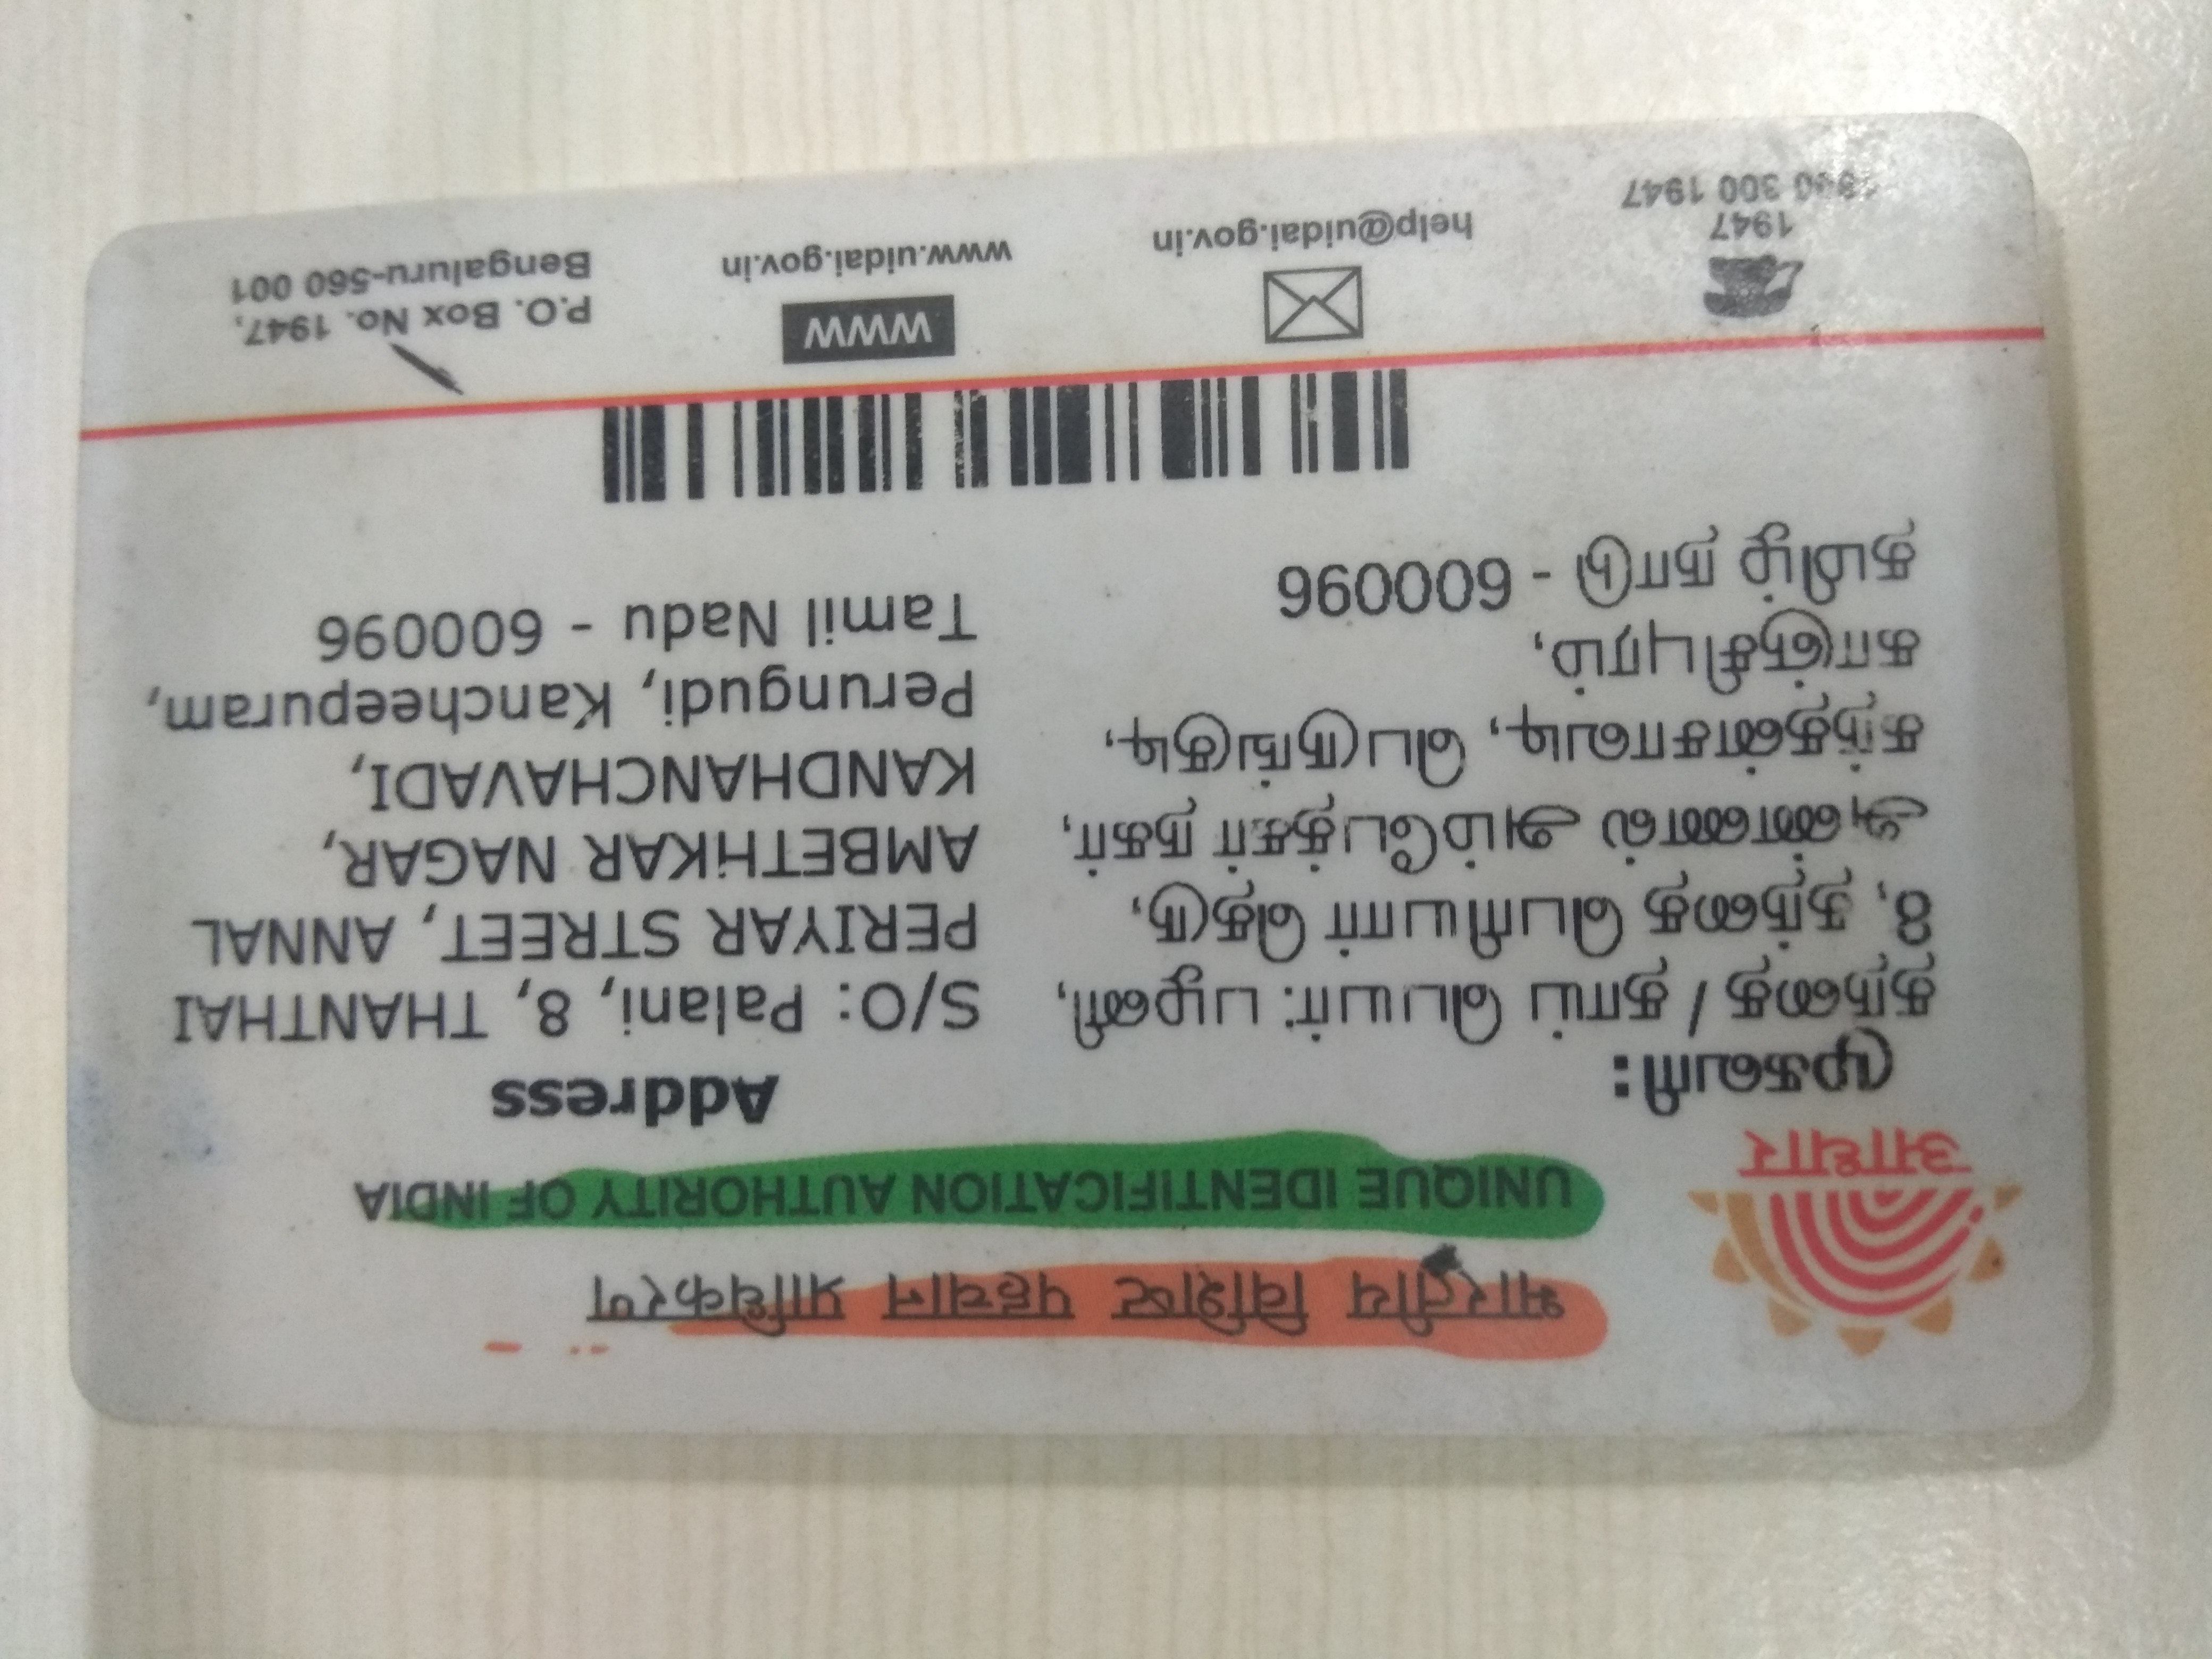 भारतीय विशिष्ट पहचान प्राधिकरण
UNIQUE IDENTIFICATION AUTHORITY OF INDIA
आधार
முகவரி:
தந்தை / தாய் பெயர்: பழனி,
8, தந்தை பெரியார் தெரு,
அண்ணல் அம்பேத்கர் நகர்,
கந்தன்சாவடி, பெருங்குடி,
காஞ்சிபுரம்,
தமிழ் நாடு - 600096
Address
S/O: Palani, 8, THANTHAI
PERIYAR STREET, ANNAL
AMBETHKAR NAGAR,
KANDHANCHAVADI,
Perungudi, Kancheepuram,
Tamil Nadu - 600096
1947
300 1947
help@uidai.gov.in
WWW
www.uidai.gov.in
P.O. Box No. 1947,
Bengaluru-560 001